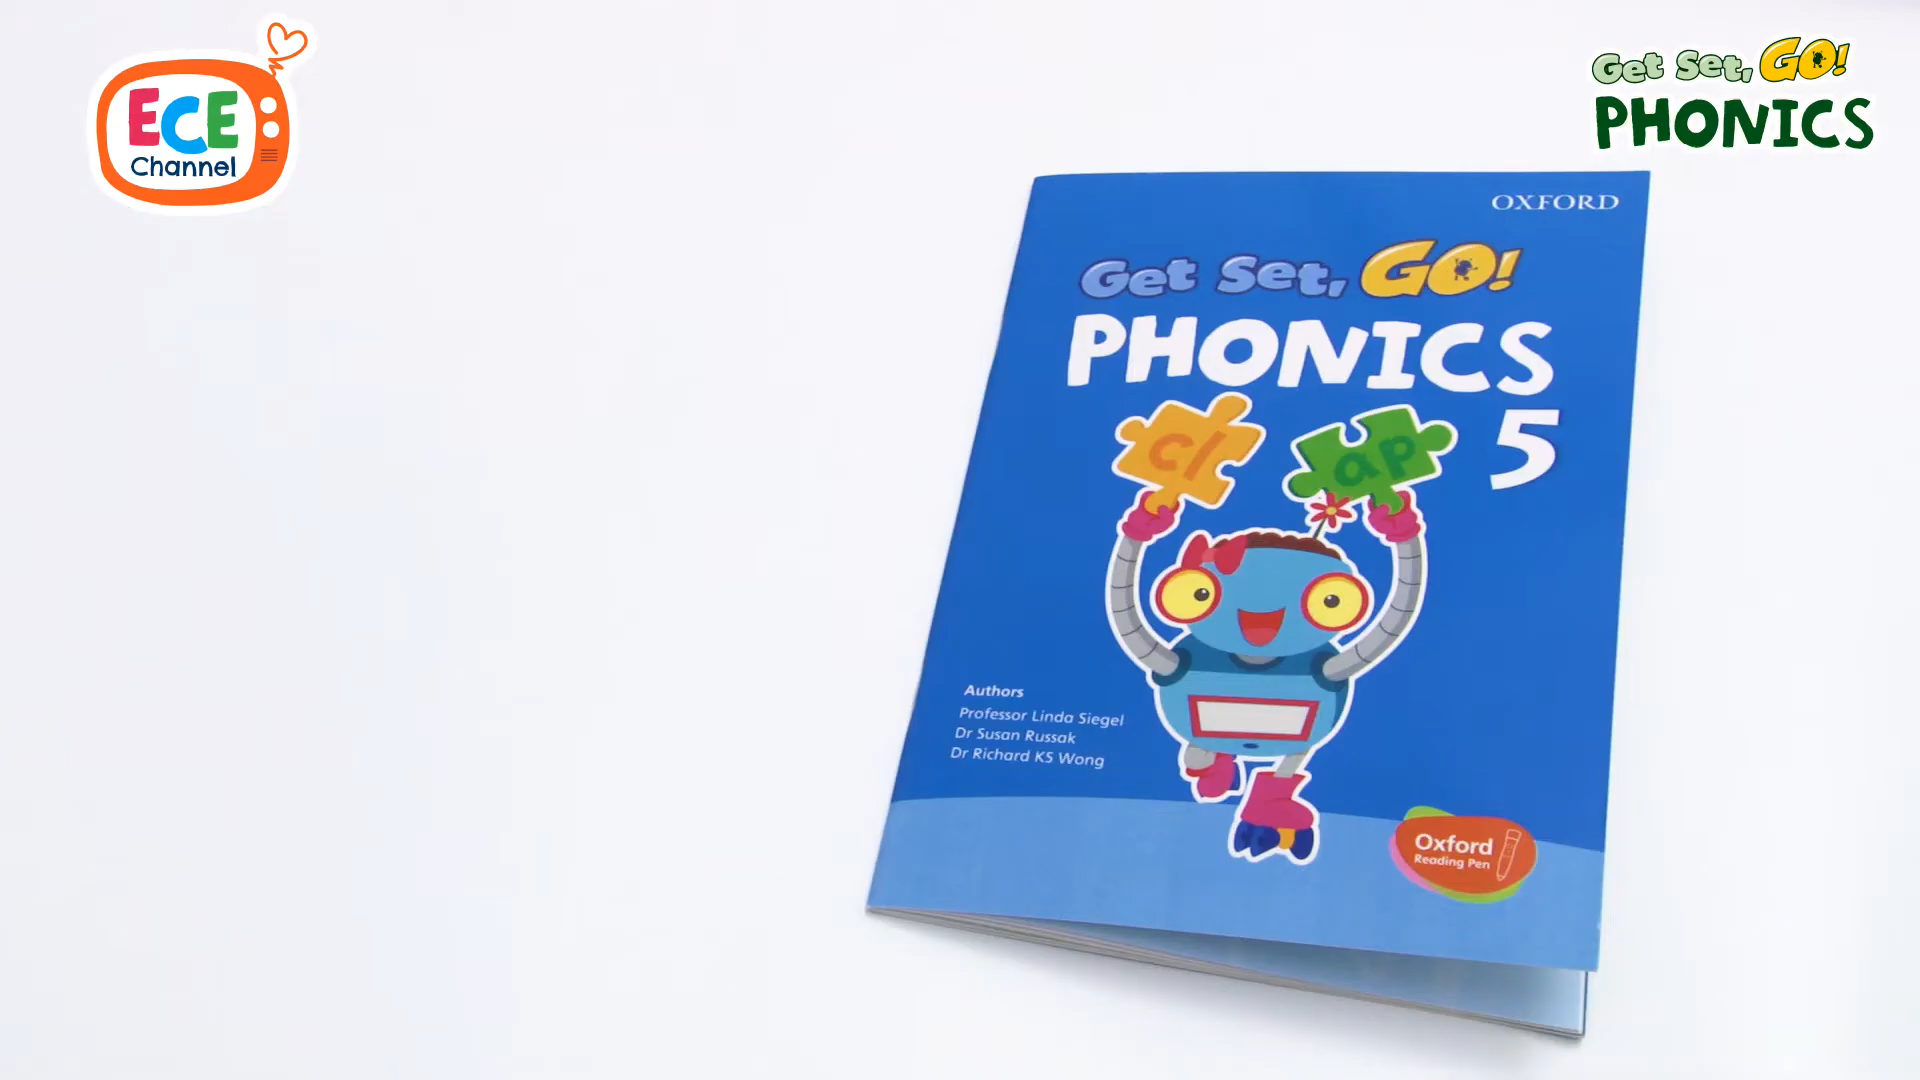 ECE
Channel
Get Set, GO!
PHONICS
OXFORD
Get Set, GO!
PHONICS
5
cl
ap
Authors
Professor Linda Siegel
Dr Susan Russak
Dr Richard KS Wong
Oxford
Reading Pen